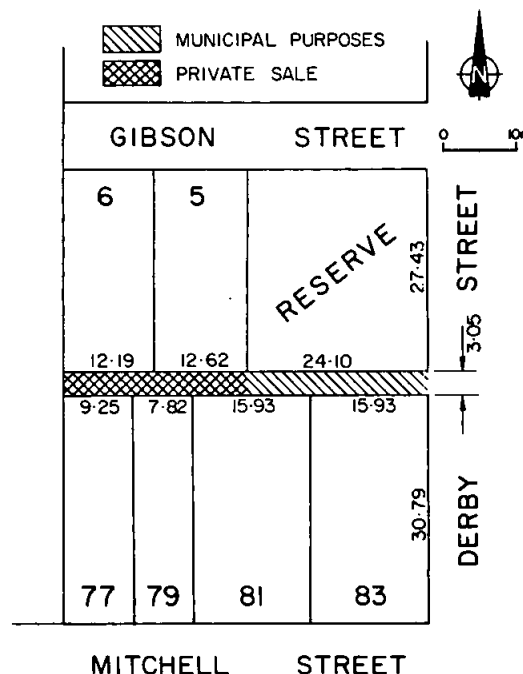 MUNICIPAL PURPOSES
PRIVATE SALE
N
GIBSON STREET
0 10
6 5
RESERVE
27·43
STREET
3·05
12·19 12·62 24·10
9·25 7·82 15·93 15·93
30·79
DERBY
77 79 81 83
MITCHELL STREET